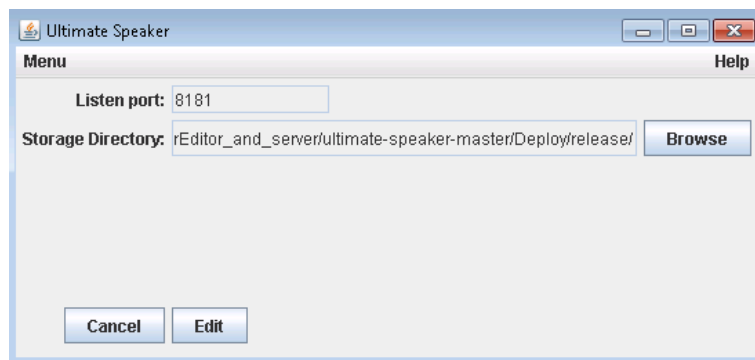 Ultimate Speaker
Menu Help
Listen port: 8181
Storage Directory: rEditor_and_server/ultimate-speaker-master/Deploy/release/ Browse
Cancel Edit